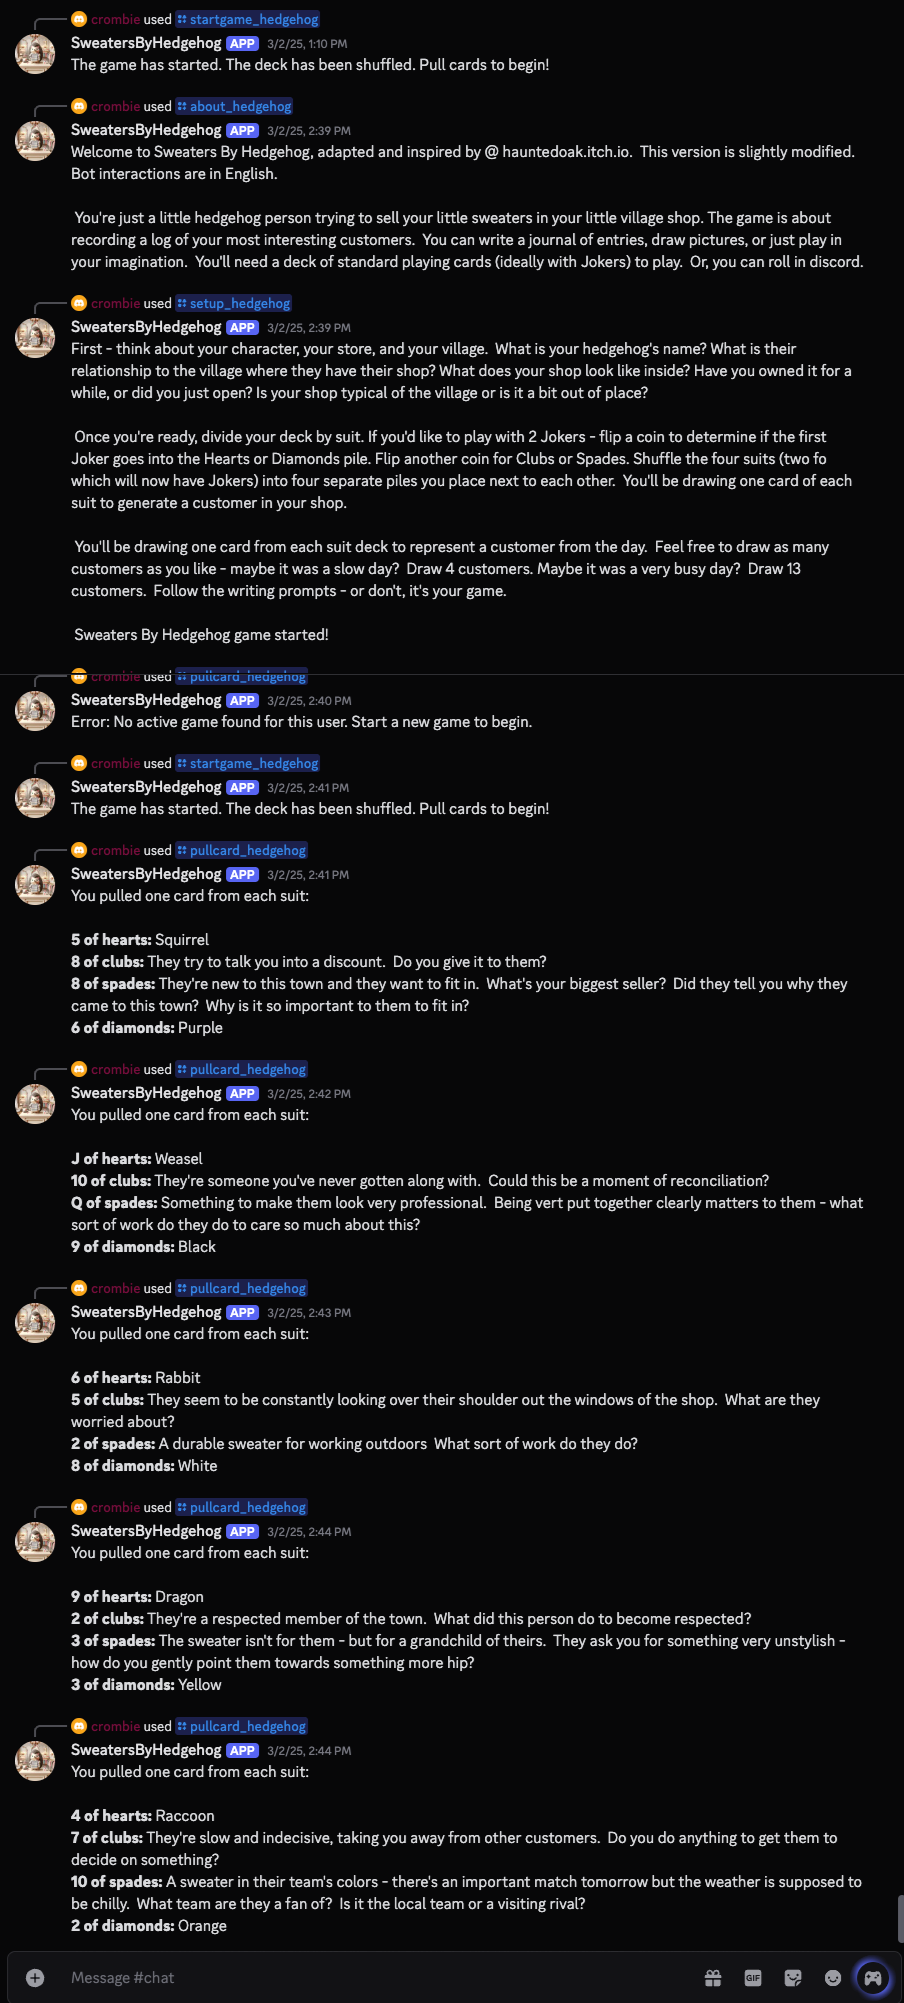 crombie used startgame_hedgehog
SweatersByHedgehog APP 3/2/25, 1:10 PM
The game has started. The deck has been shuffled. Pull cards to begin!
crombie used about_hedgehog
SweatersByHedgehog APP 3/2/25, 2:39 PM
Welcome to Sweaters By Hedgehog, adapted and inspired by @ hauntedoak.itch.io.  This version is slightly modified.
Bot interactions are in English.
You're just a little hedgehog person trying to sell your little sweaters in your little village shop. The game is about
recording a log of your most interesting customers.  You can write a journal of entries, draw pictures, or just play in
your imagination.  You'll need a deck of standard playing cards (ideally with Jokers) to play.  Or, you can roll in discord.
crombie used setup_hedgehog
SweatersByHedgehog APP 3/2/25, 2:39 PM
First - think about your character, your store, and your village.  What is your hedgehog's name? What is their
relationship to the village where they have their shop? What does your shop look like inside? Have you owned it for a
while, or did you just open? Is your shop typical of the village or is it a bit out of place?
Once you're ready, divide your deck by suit. If you'd like to play with 2 Jokers - flip a coin to determine if the first
Joker goes into the Hearts or Diamonds pile. Flip another coin for Clubs or Spades. Shuffle the four suits (two fo
which will now have Jokers) into four separate piles you place next to each other.  You'll be drawing one card of each
suit to generate a customer in your shop.
You'll be drawing one card from each suit deck to represent a customer from the day.  Feel free to draw as many
customers as you like - maybe it was a slow day?  Draw 4 customers. Maybe it was a very busy day?  Draw 13
customers.  Follow the writing prompts - or don't, it's your game.
Sweaters By Hedgehog game started!
crombie used pullcard_hedgehog
SweatersByHedgehog APP 3/2/25, 2:40 PM
Error: No active game found for this user. Start a new game to begin.
crombie used startgame_hedgehog
SweatersByHedgehog APP 3/2/25, 2:41 PM
The game has started. The deck has been shuffled. Pull cards to begin!
crombie used pullcard_hedgehog
SweatersByHedgehog APP 3/2/25, 2:41 PM
You pulled one card from each suit:
5 of hearts: Squirrel
8 of clubs: They try to talk you into a discount.  Do you give it to them?
8 of spades: They're new to this town and they want to fit in.  What's your biggest seller?  Did they tell you why they
came to this town?  Why is it so important to them to fit in?
6 of diamonds: Purple
crombie used pullcard_hedgehog
SweatersByHedgehog APP 3/2/25, 2:42 PM
You pulled one card from each suit:
J of hearts: Weasel
10 of clubs: They're someone you've never gotten along with.  Could this be a moment of reconciliation?
Q of spades: Something to make them look very professional.  Being vert put together clearly matters to them - what
sort of work do they do to care so much about this?
9 of diamonds: Black
crombie used pullcard_hedgehog
SweatersByHedgehog APP 3/2/25, 2:43 PM
You pulled one card from each suit:
6 of hearts: Rabbit
5 of clubs: They seem to be constantly looking over their shoulder out the windows of the shop.  What are they
worried about?
2 of spades: A durable sweater for working outdoors  What sort of work do they do?
8 of diamonds: White
crombie used pullcard_hedgehog
SweatersByHedgehog APP 3/2/25, 2:44 PM
You pulled one card from each suit:
9 of hearts: Dragon
2 of clubs: They're a respected member of the town.  What did this person do to become respected?
3 of spades: The sweater isn't for them - but for a grandchild of theirs.  They ask you for something very unstylish -
how do you gently point them towards something more hip?
3 of diamonds: Yellow
crombie used pullcard_hedgehog
SweatersByHedgehog APP 3/2/25, 2:44 PM
You pulled one card from each suit:
4 of hearts: Raccoon
7 of clubs: They're slow and indecisive, taking you away from other customers.  Do you do anything to get them to
decide on something?
10 of spades: A sweater in their team's colors - there's an important match tomorrow but the weather is supposed to
be chilly.  What team are they a fan of?  Is it the local team or a visiting rival?
2 of diamonds: Orange
Message #chat
GIF